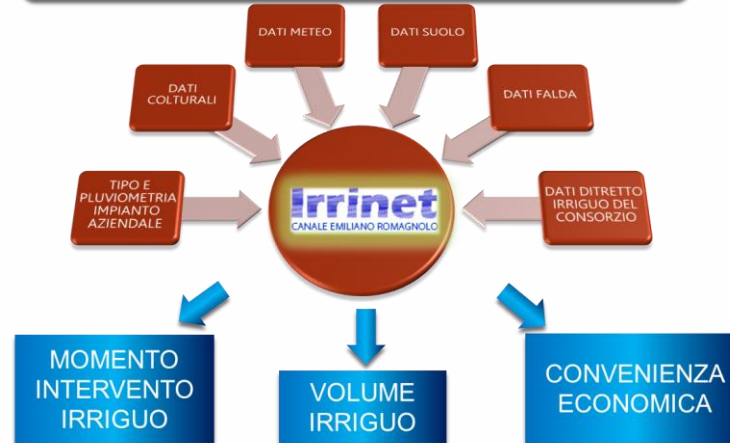 DATI METEO
DATI SUOLO
DATI
COLTURALI
DATI FALDA
TIPO E
PLUVIOMETRIA
IMPIANTO
AZIENDALE
Irrinet
CANALE EMILIANO ROMAGNOLO
DATI DITRETTO
IRRIGUO DEL
CONSORZIO
MOMENTO
INTERVENTO
IRRIGUO
VOLUME
IRRIGUO
CONVENIENZA
ECONOMICA